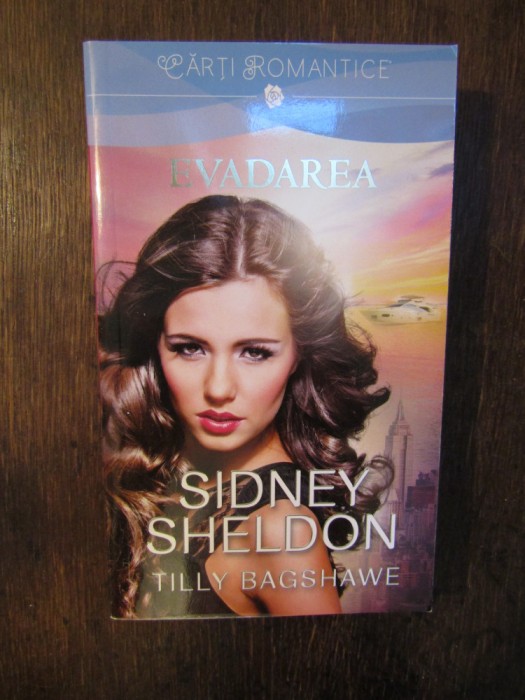 CĂRȚI ROMANTICE
EVADAREA
SIDNEY
SHELDON
TILLY BAGSHAWE